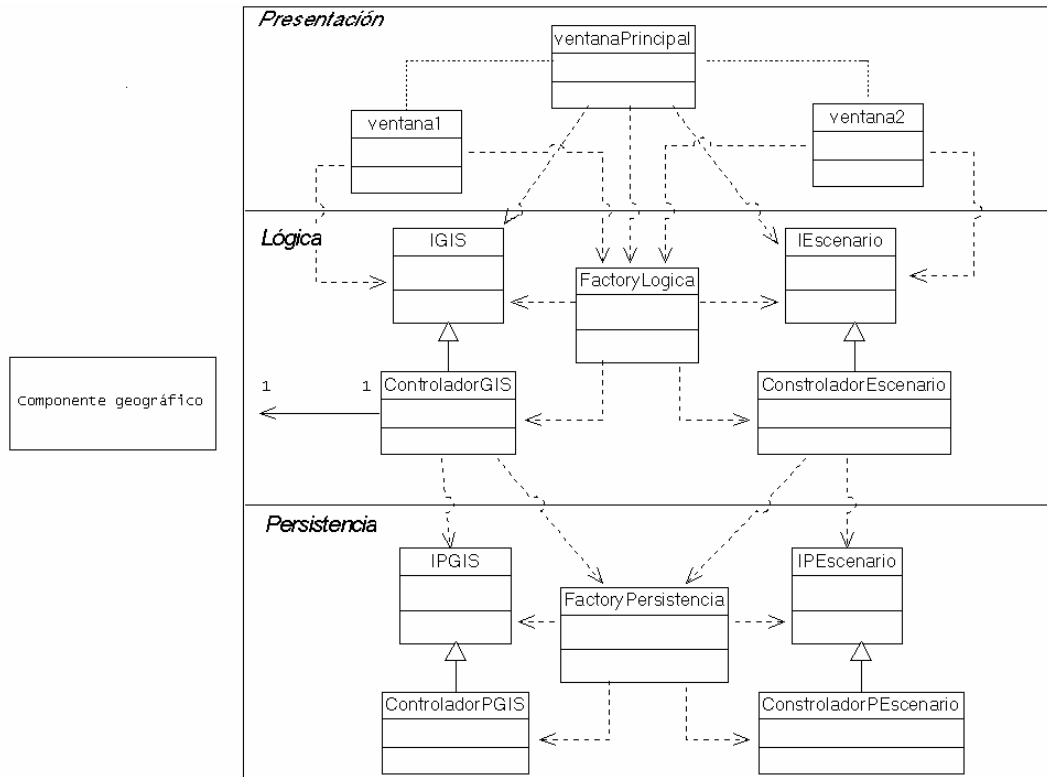 Presentación
ventanaPrincipal
ventana1
ventana2
Lógica
IGIS
IEscenario
FactoryLogica
ControladorGIS
ConstroladorEscenario
1
1
Componente geográfico
Persistencia
IPGIS
IPEscenario
FactoryPersistencia
ControladorPGIS
ConstroladorPEscenario